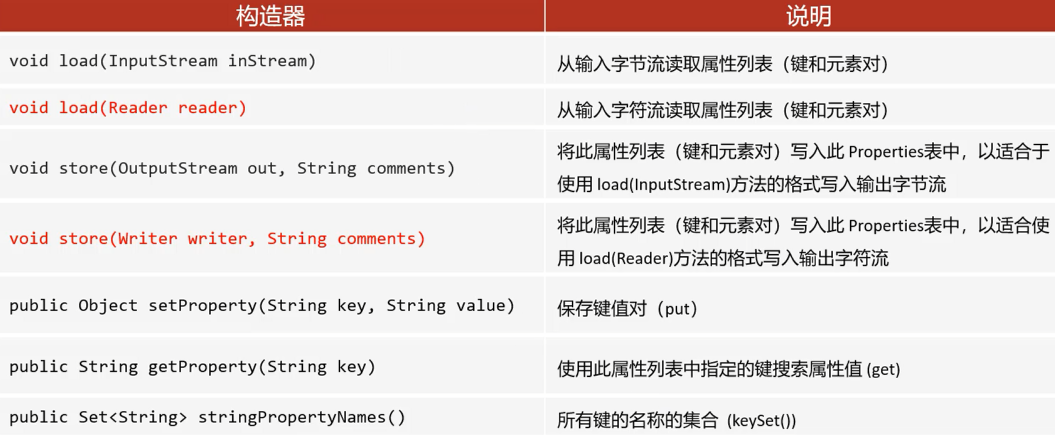 构造器 说明
void load(InputStream inStream) 从输入字节流读取属性列表（键和元素对）
void load(Reader reader) 从输入字符流读取属性列表（键和元素对）
void store(OutputStream out, String comments) 将此属性列表（键和元素对）写入此 Properties表中，以适合于
使用 load(InputStream)方法的格式写入输出字节流
void store(Writer writer, String comments) 将此属性列表（键和元素对）写入此 Properties表中，以适合使
用 load(Reader)方法的格式写入输出字符流
public Object setProperty(String key, String value) 保存键值对（put）
public String getProperty(String key) 使用此属性列表中指定的键搜索属性值 (get)
public Set<String> stringPropertyNames() 所有键的名称的集合 (keySet())